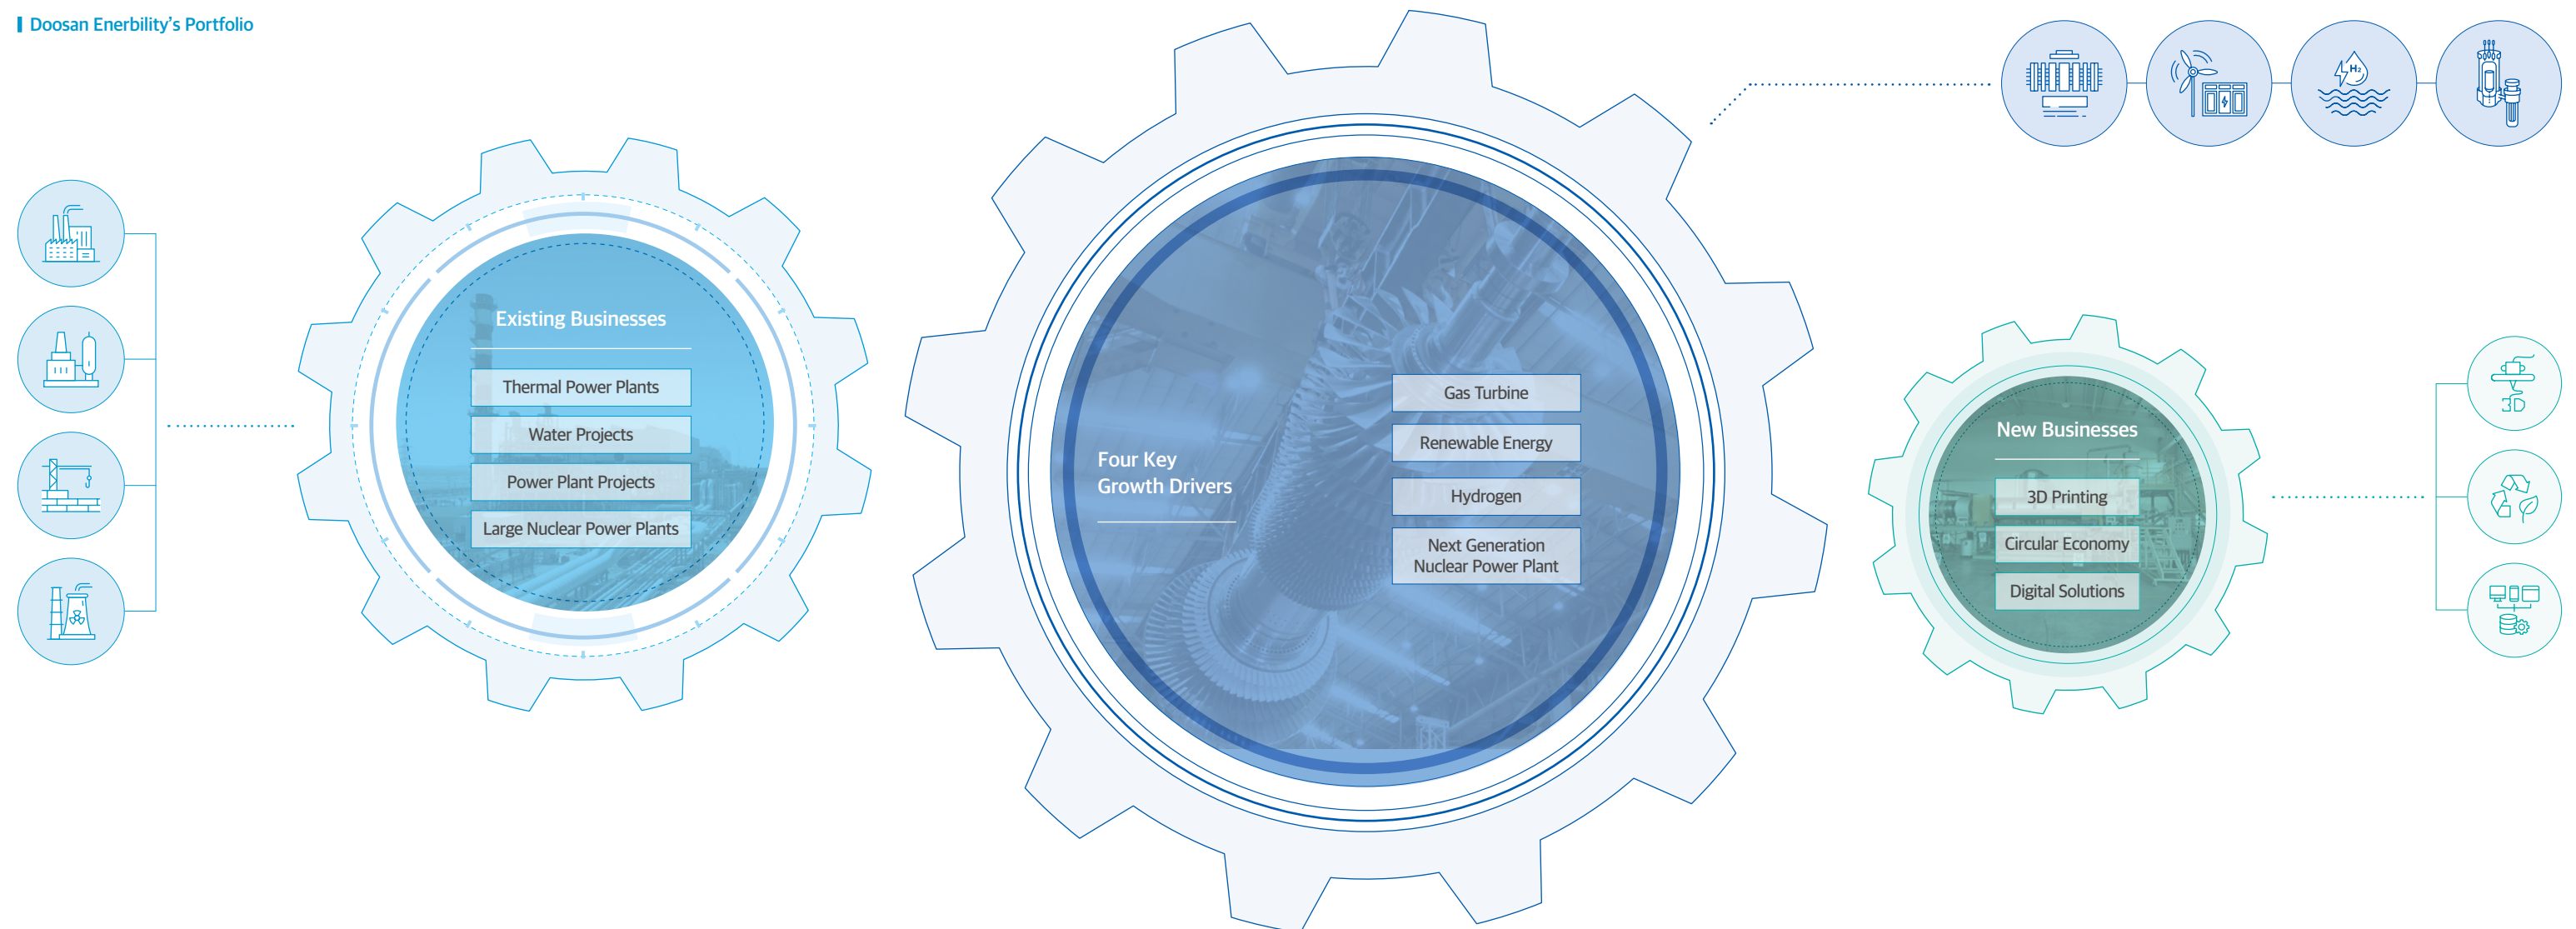 Doosan Enerbility’s Portfolio
Existing Businesses
Thermal Power Plants
Water Projects
Power Plant Projects
Large Nuclear Power Plants
Four Key
Growth Drivers
Gas Turbine
Renewable Energy
Hydrogen
Next Generation
Nuclear Power Plant
H₂
New Businesses
3D Printing
Circular Economy
Digital Solutions
3D